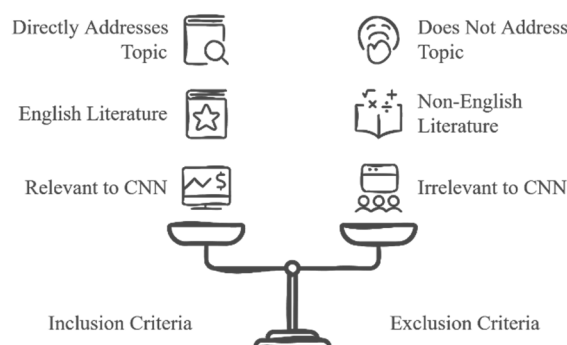 Directly Addresses
Topic
Does Not Address
Topic
English Literature
Non-English
Literature
Relevant to CNN
Irrelevant to CNN
Inclusion Criteria
Exclusion Criteria